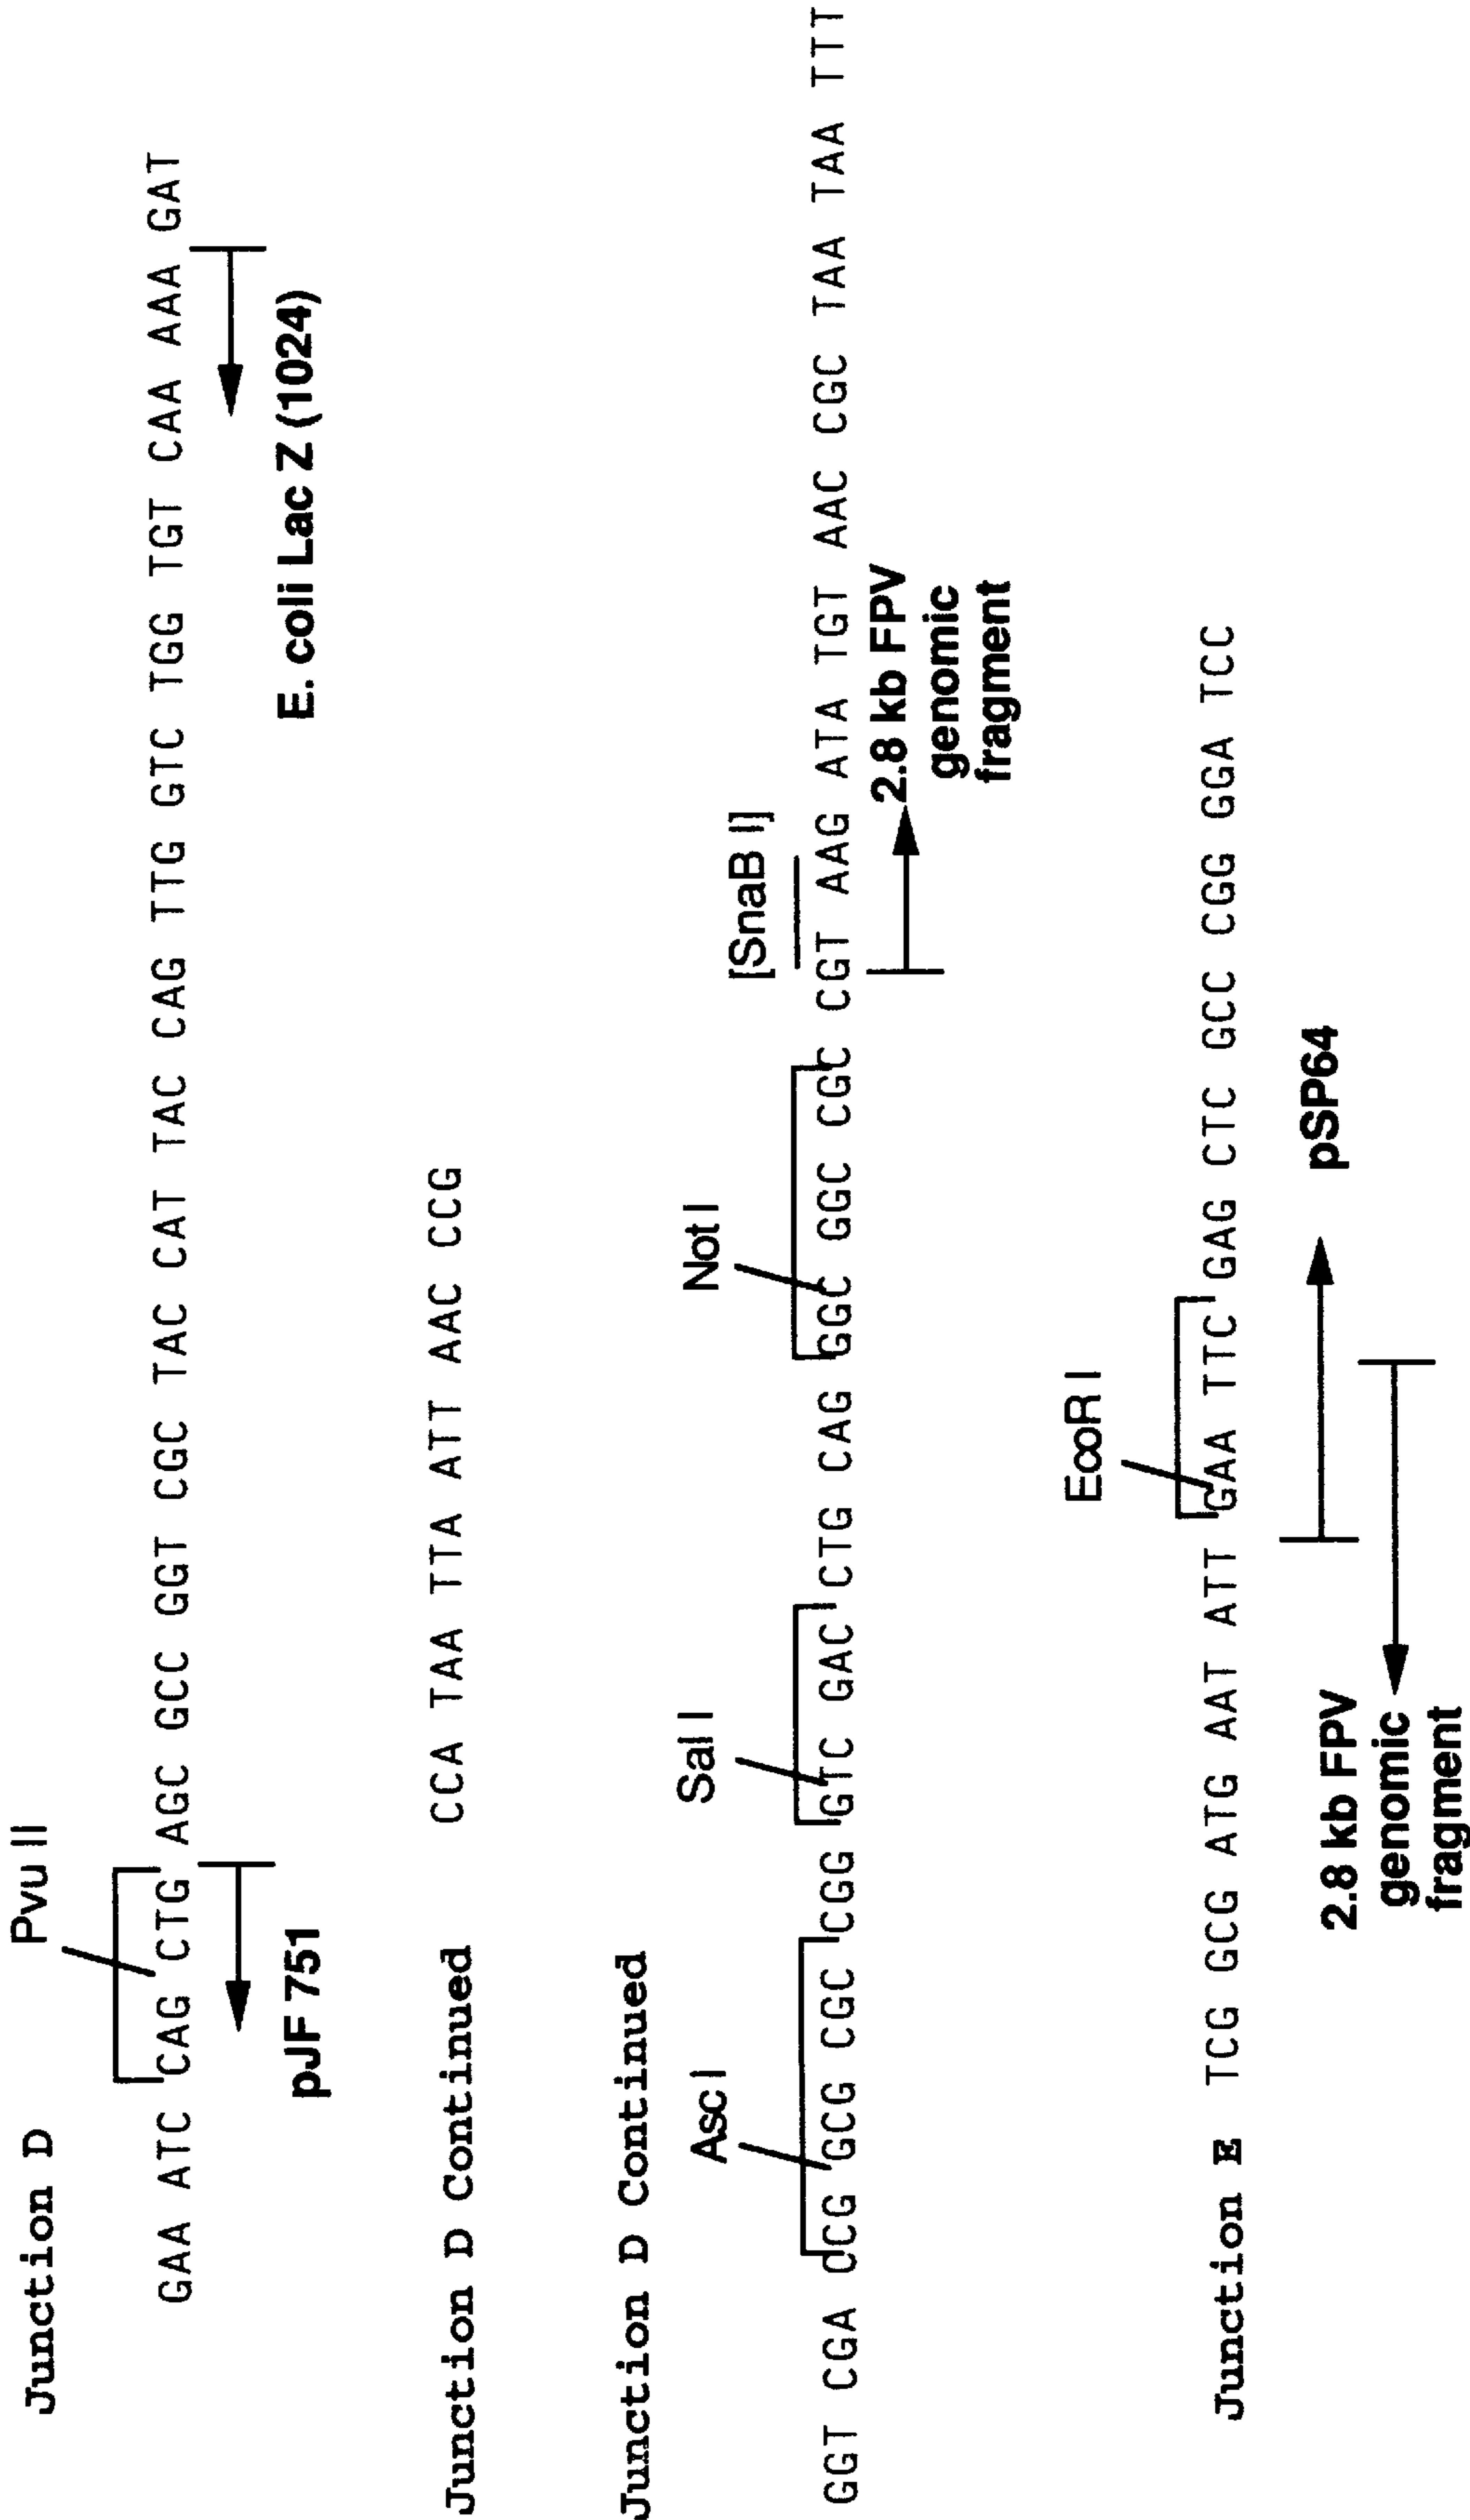 Junction D
Pvu II
GAA ATC CAG CTG AGC GCC GGT CGC TAC CAT TAC CAG TTG GTC TGG TGT CAA AAA GAT
pJF 751
E. coli Lac Z (1024)
Junction D Continued
CCA TAA TTA ATT AAC CCG
Junction D Continued
Asc I
Sal I
Not I
[SnaB I]
GGT CGA CCG GCG CGC CGG GTC GAC CTG CAG GGC GGC CGC CGT AAG ATA TGT AAC CGC TAA TAA TTT
2.8 kb FPV
genomic
fragment
Junction E
EcoR I
TCG GCG ATG AAT ATT GAA TTC GAG CTC GCC CGG GGA TCC
2.8 kb FPV
genomic
fragment
pSP64